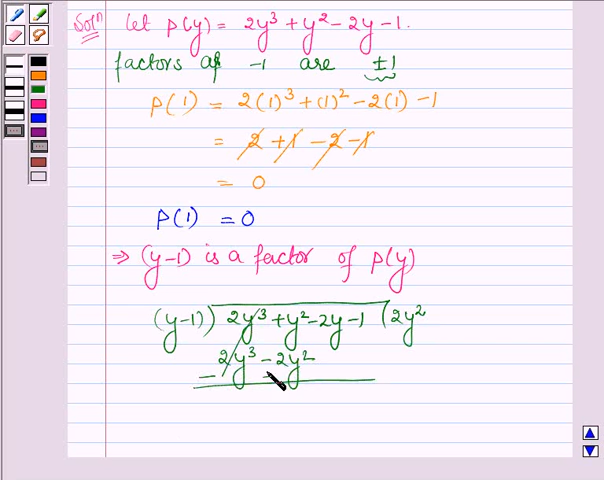 Soln Let P(y) = 2y³ + y² - 2y - 1.
factors of -1 are ±1
P(1) = 2(1)³ + (1)² - 2(1) - 1
= 2 + 1 - 2 - 1
= 0
P(1) = 0
⇒ (y-1) is a factor of P(y)
(y-1) ) 2y³ + y² - 2y - 1 ( 2y²
2y³ - 2y²
-